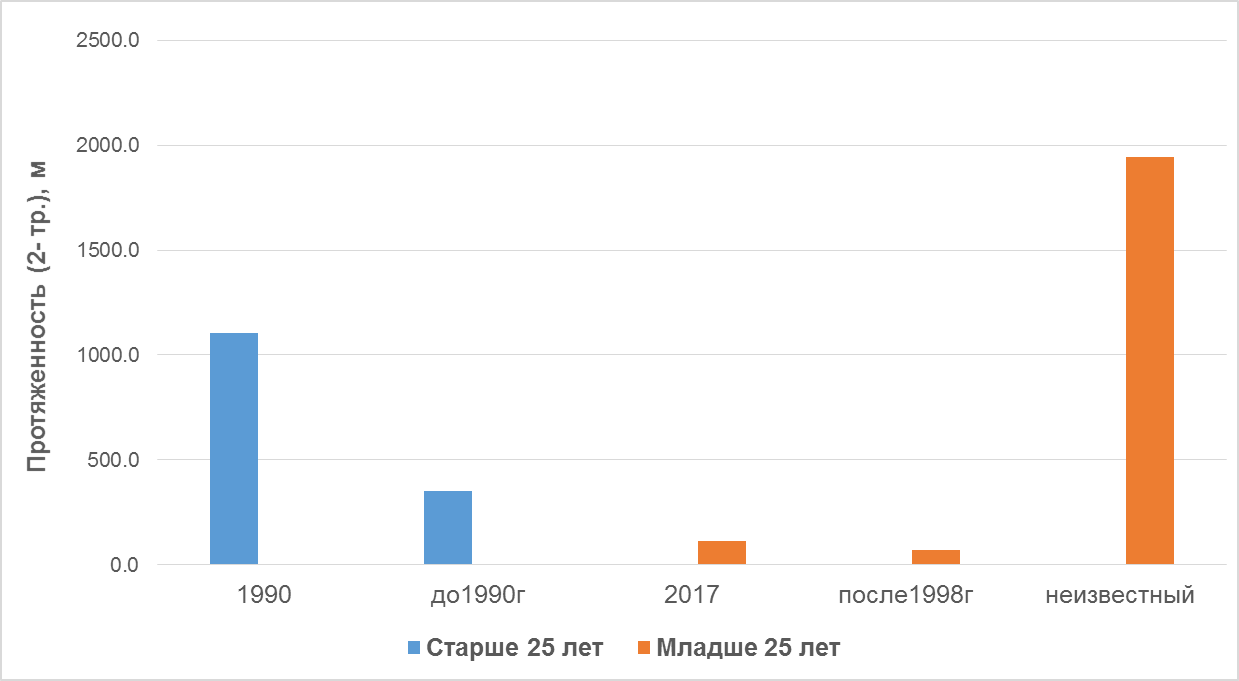 2500.0
2000.0
1500.0
1000.0
500.0
0.0
Протяженность (2- тр.), м
1990 до1990г 2017 после1998г неизвестный
Старше 25 лет Младше 25 лет